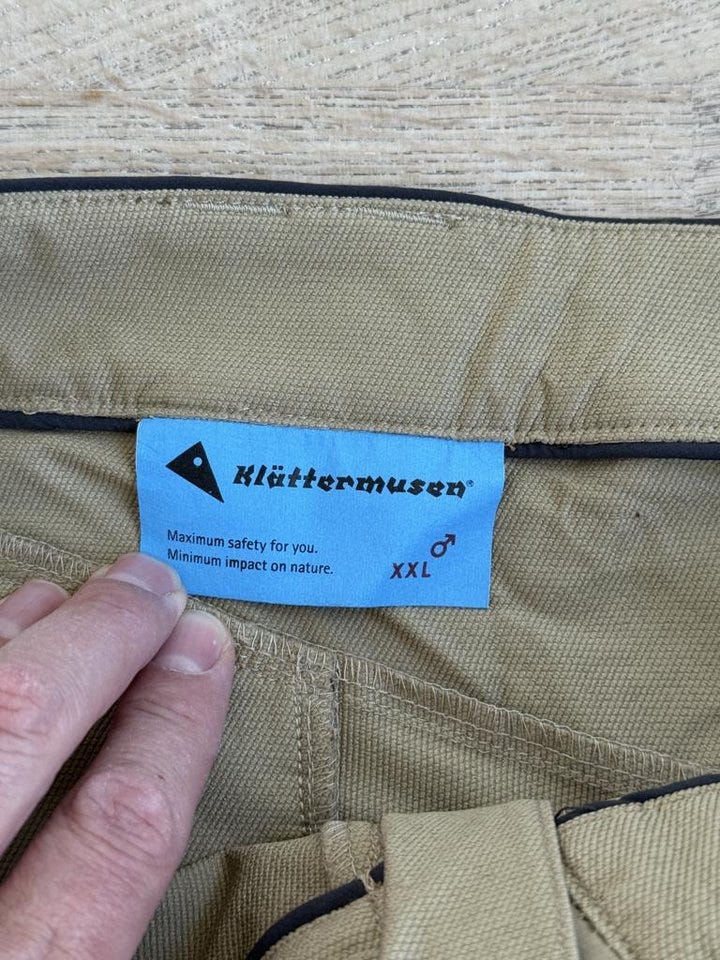 Klättermusen®
Maximum safety for you.
Minimum impact on nature.
XXL